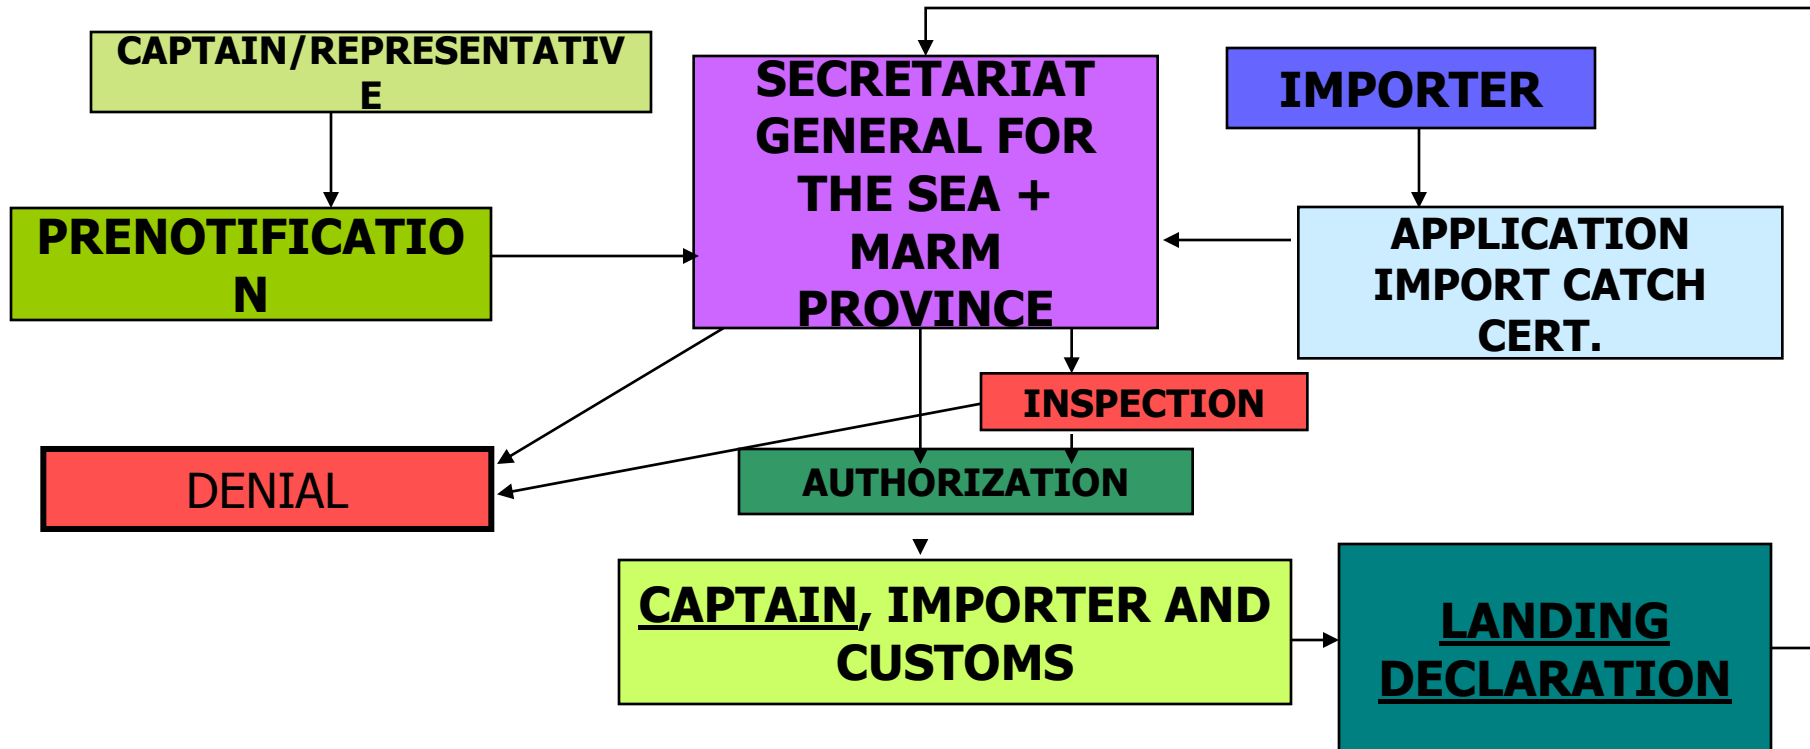 CAPTAIN/REPRESENTATIV
E
SECRETARIAT
GENERAL FOR
THE SEA +
MARM
PROVINCE
IMPORTER
PRENOTIFICATIO
N
APPLICATION
IMPORT CATCH
CERT.
INSPECTION
DENIAL
AUTHORIZATION
CAPTAIN, IMPORTER AND
CUSTOMS
LANDING
DECLARATION